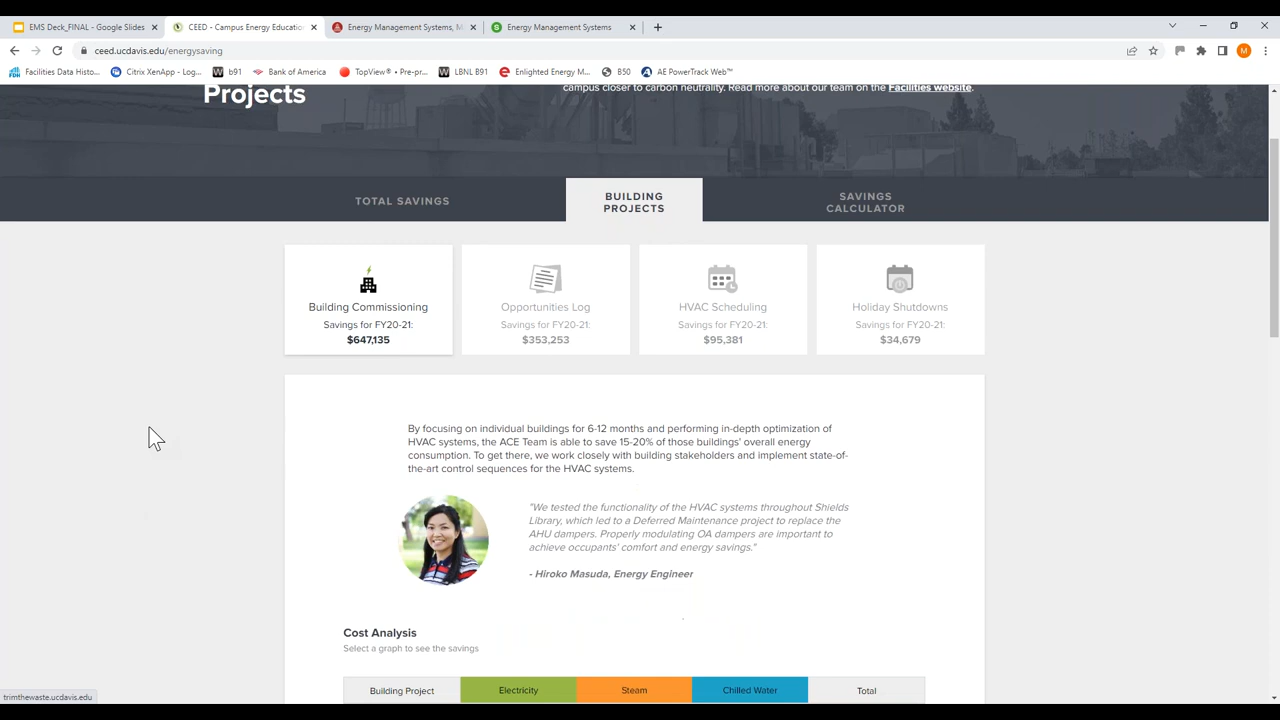 EMS Deck_FINAL - Google Slides
CEED - Campus Energy Educatio
Energy Management Systems, M
Energy Management Systems
ceed.ucdavis.edu/energysaving
M
Facilities Data Histo...
Citrix XenApp - Log...
b91
Bank of America
TopView® • Pre-pr...
LBNL B91
Enlighted Energy M...
B50
AE PowerTrack Web™
Projects
campus closer to carbon neutrality. Read more about our team on the Facilities website.
TOTAL SAVINGS
BUILDING
PROJECTS
SAVINGS
CALCULATOR
Building Commissioning
Savings for FY20-21:
$647,135
Opportunities Log
Savings for FY20-21:
$353,253
HVAC Scheduling
Savings for FY20-21:
$95,381
Holiday Shutdowns
Savings for FY20-21:
$34,679
By focusing on individual buildings for 6-12 months and performing in-depth optimization of
HVAC systems, the ACE Team is able to save 15-20% of those buildings' overall energy
consumption. To get there, we work closely with building stakeholders and implement state-of-
the-art control sequences for the HVAC systems.
"We tested the functionality of the HVAC systems throughout Shields
Library, which led to a Deferred Maintenance project to replace the
AHU dampers. Properly modulating OA dampers are important to
achieve occupants' comfort and energy savings."
- Hiroko Masuda, Energy Engineer
Cost Analysis
Select a graph to see the savings
Building Project
Electricity
Steam
Chilled Water
Total
trimthewaste.ucdavis.edu